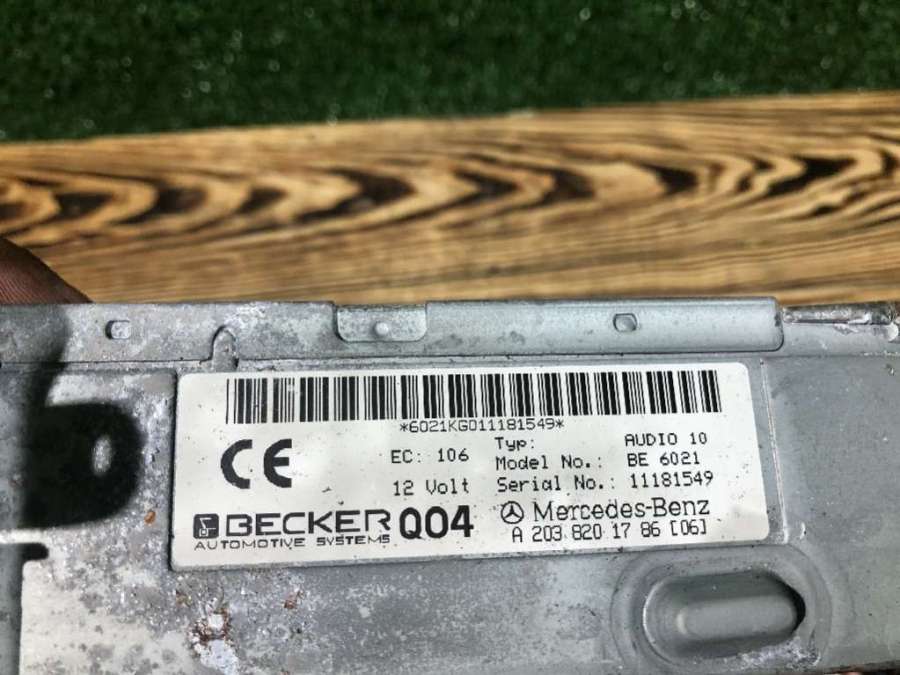 *6021KG011181549*
CE
EC: 106
12 Volt
Typ: AUDIO 10
Model No.: BE 6021
Serial No.: 11181549
BECKER
AUTOMOTIVE SYSTEMS
Q04
Mercedes-Benz
A 203 820 17 86 [06]